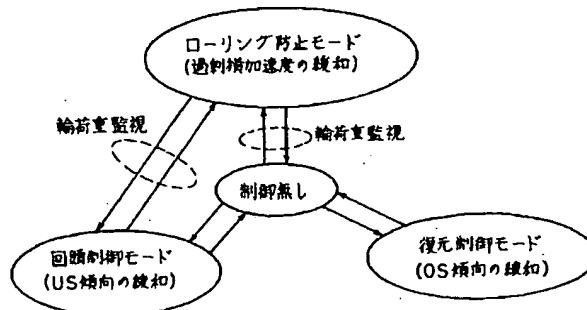 ローリング防止モード
(過剰横加速度の緩和)
輪荷重監視
輪荷重監視
制御無し
回頭制御モード
(US傾向の緩和)
復元制御モード
(OS傾向の緩和)